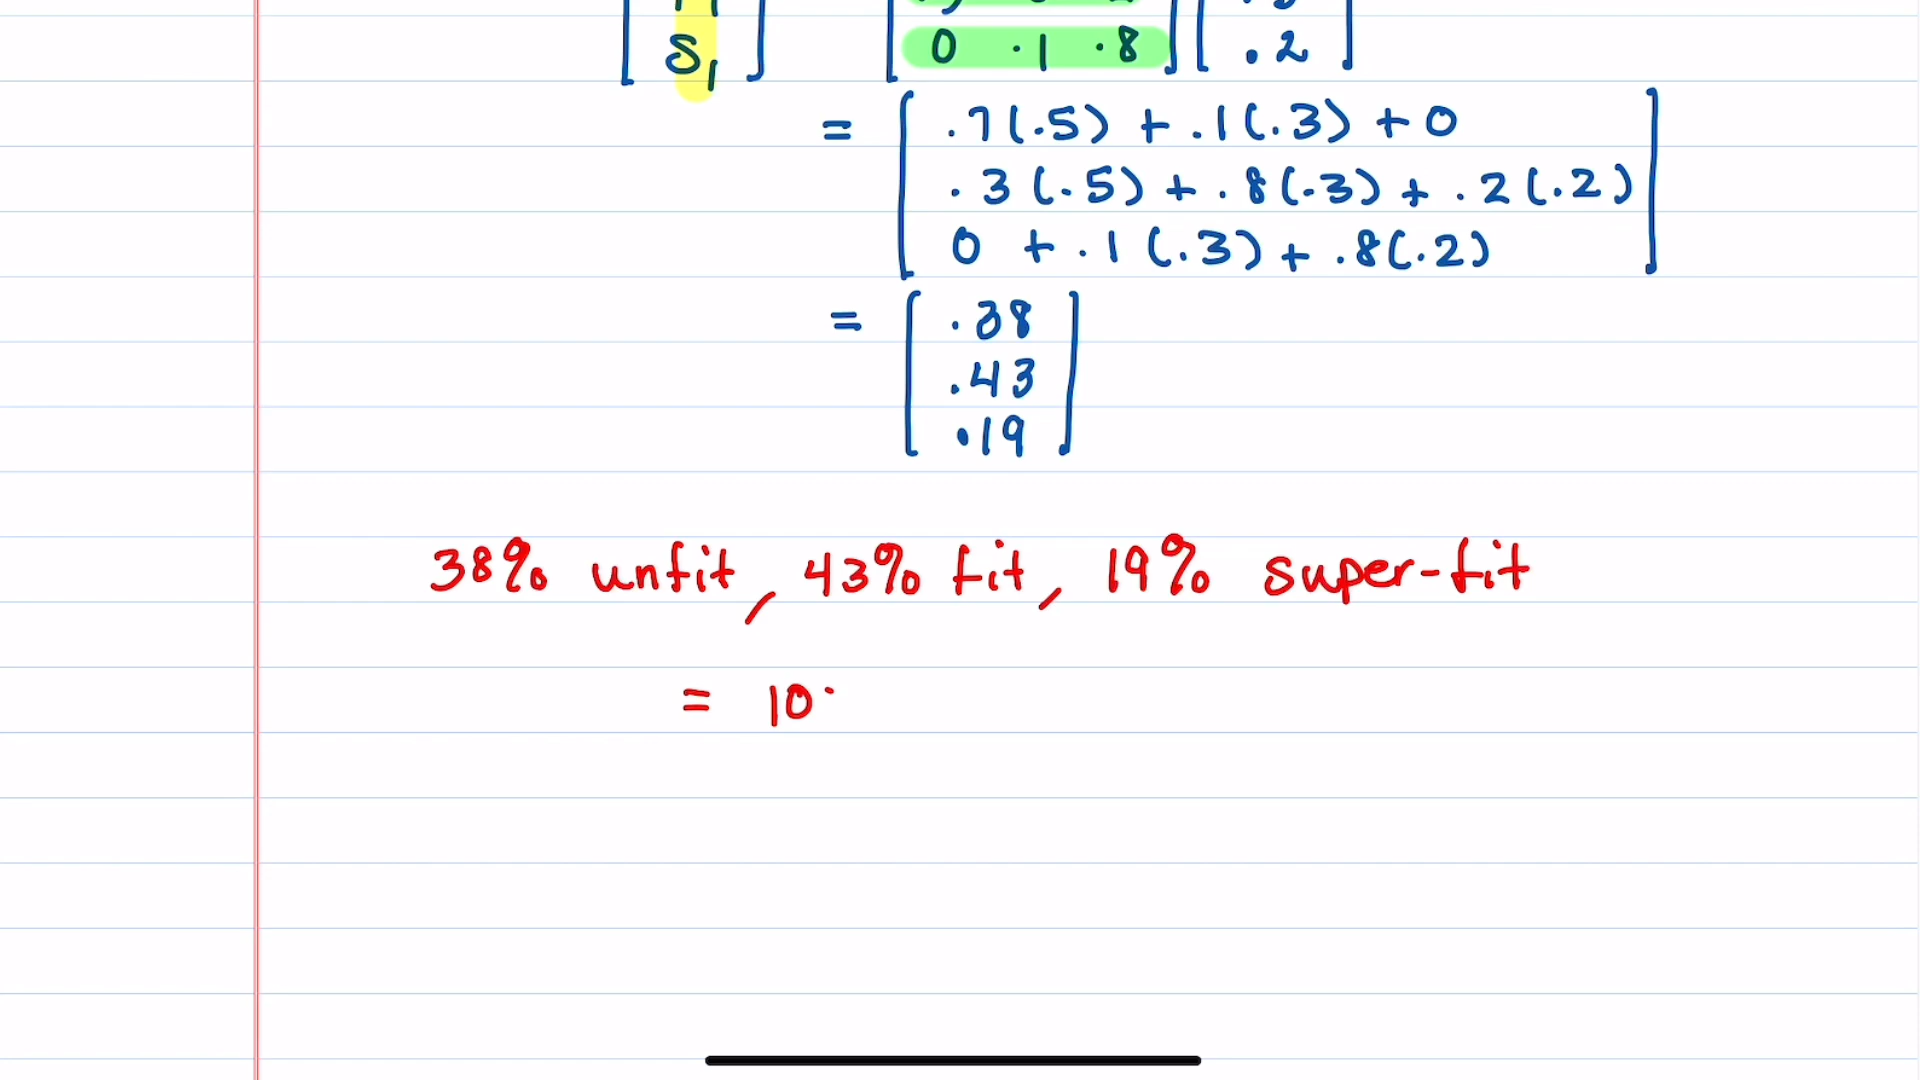 S₁ 0 .1 .8 .2
= .7(.5) + .1(.3) + 0
.3(.5) + .8(.3) + .2(.2)
0 + .1(.3) + .8(.2)
= .38
.43
.19
38% unfit, 43% fit, 19% super-fit
= 10